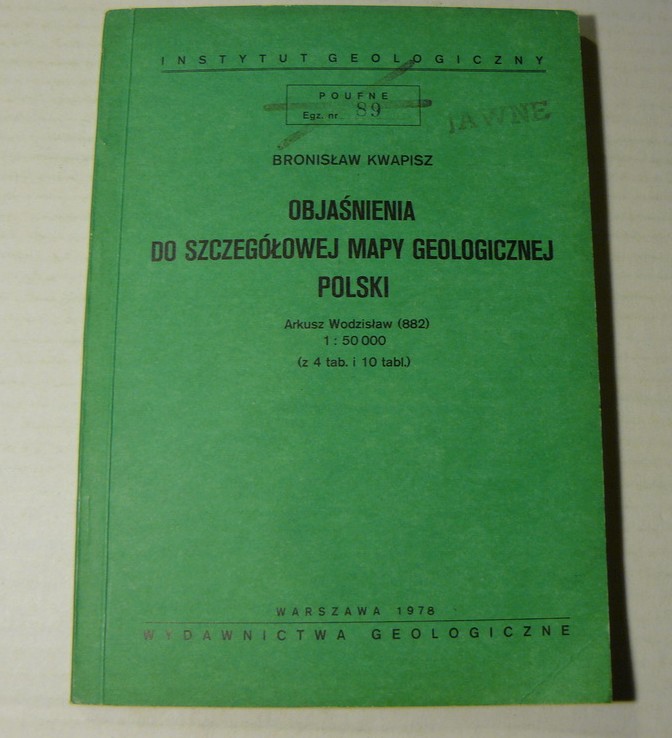 INSTYTUT GEOLOGICZNY
POUFNE
Egz. nr 89
JAWNE
BRONISŁAW KWAPISZ
OBJAŚNIENIA
DO SZCZEGÓŁOWEJ MAPY GEOLOGICZNEJ
POLSKI
Arkusz Wodzisław (882)
1 : 50 000
(z 4 tab. i 10 tabl.)
WARSZAWA 1978
WYDAWNICTWA GEOLOGICZNE